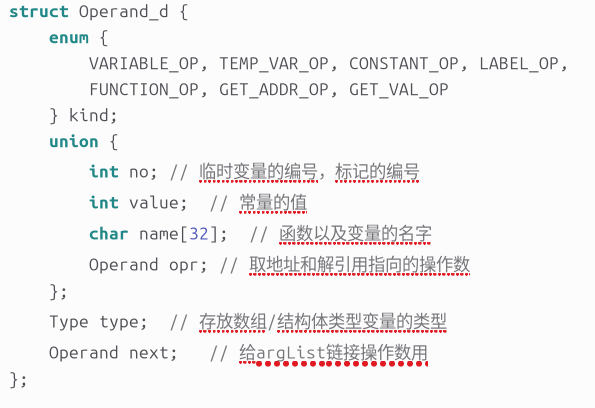 struct Operand_d {
enum {
VARIABLE_OP, TEMP_VAR_OP, CONSTANT_OP, LABEL_OP,
FUNCTION_OP, GET_ADDR_OP, GET_VAL_OP
} kind;
union {
int no; // 临时变量的编号，标记的编号
int value;  // 常量的值
char name[32];  // 函数以及变量的名字
Operand opr; // 取地址和解引用指向的操作数
};
Type type;  // 存放数组/结构体类型变量的类型
Operand next;   // 给argList链接操作数用
};